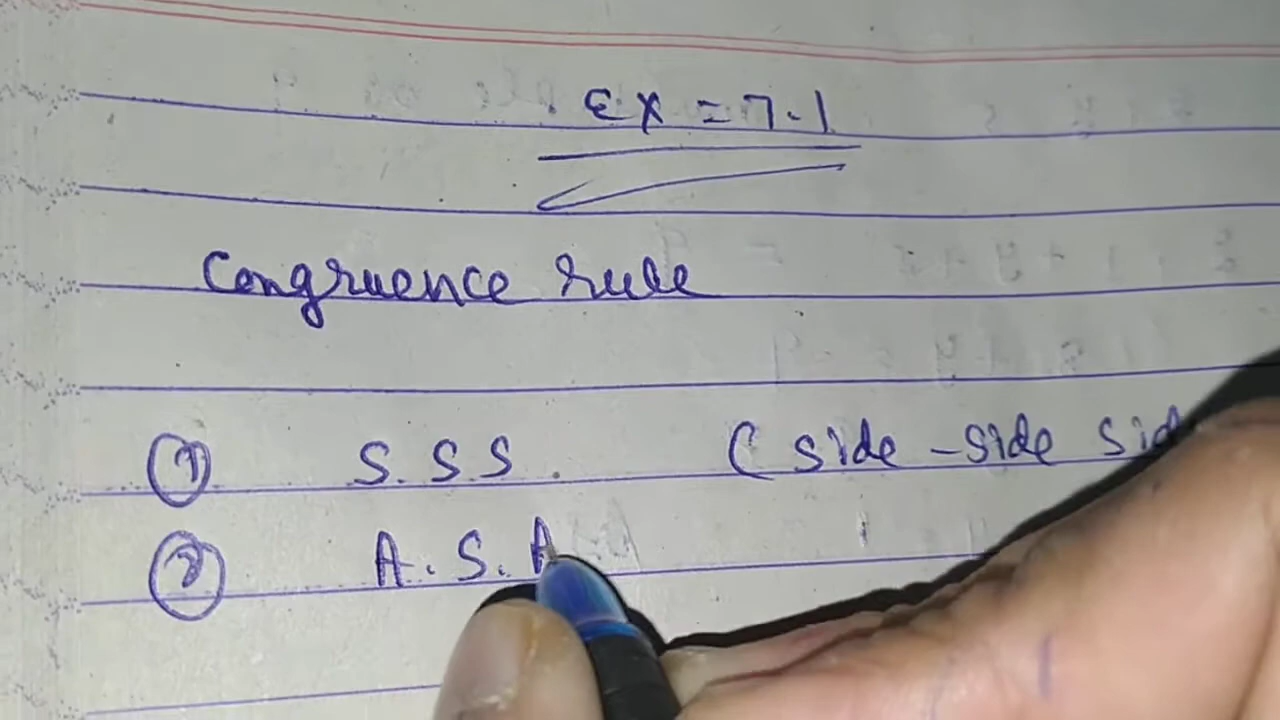 Ex = 7.1
Congruence rule
① S.S.S. (side-side sid
② A.S.A